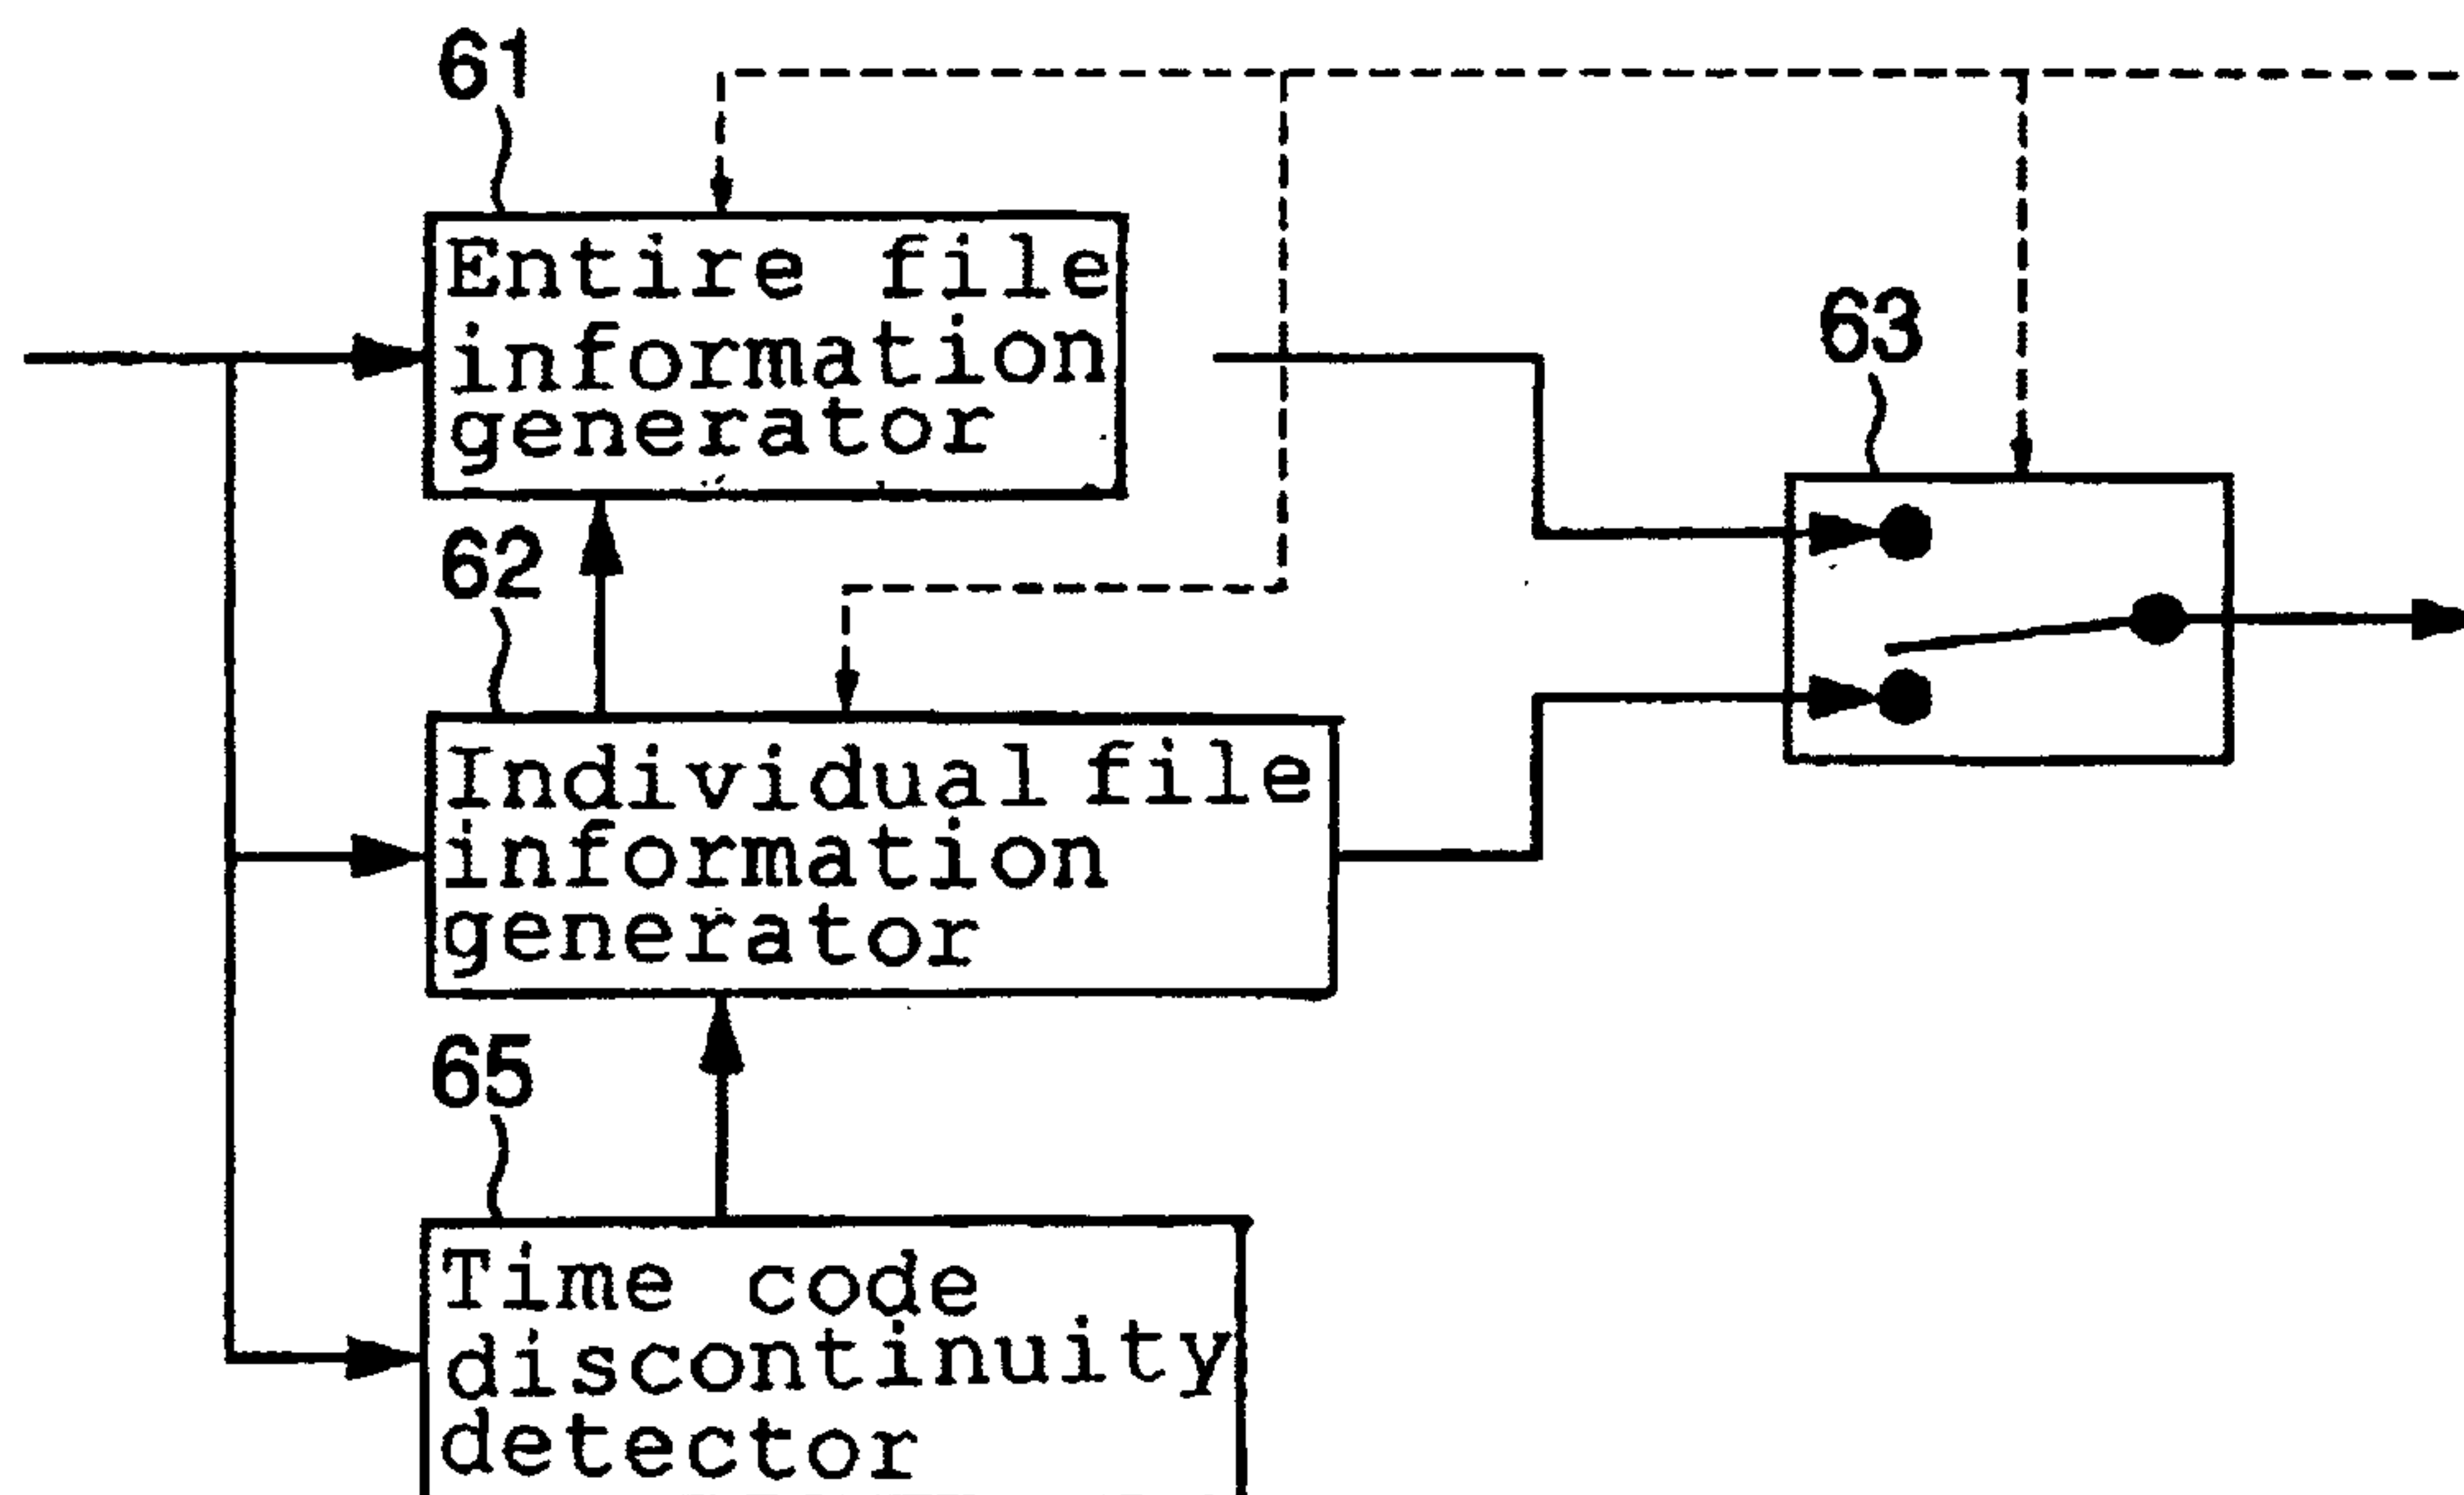 61
Entire file
information
generator
63
62
Individual file
information
generator
65
Time code
discontinuity
detector